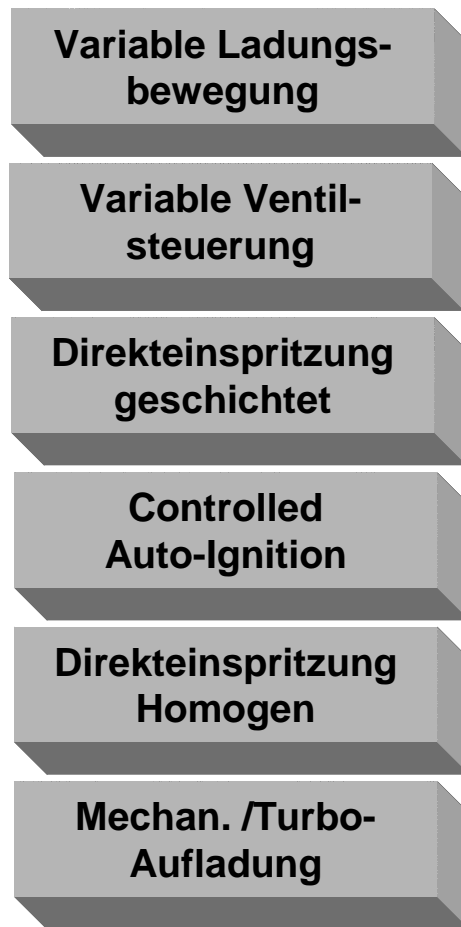 Variable Ladungs-
bewegung
Variable Ventil-
steuerung
Direkteinspritzung
geschichtet
Controlled
Auto-Ignition
Direkteinspritzung
Homogen
Mechan. /Turbo-
Aufladung